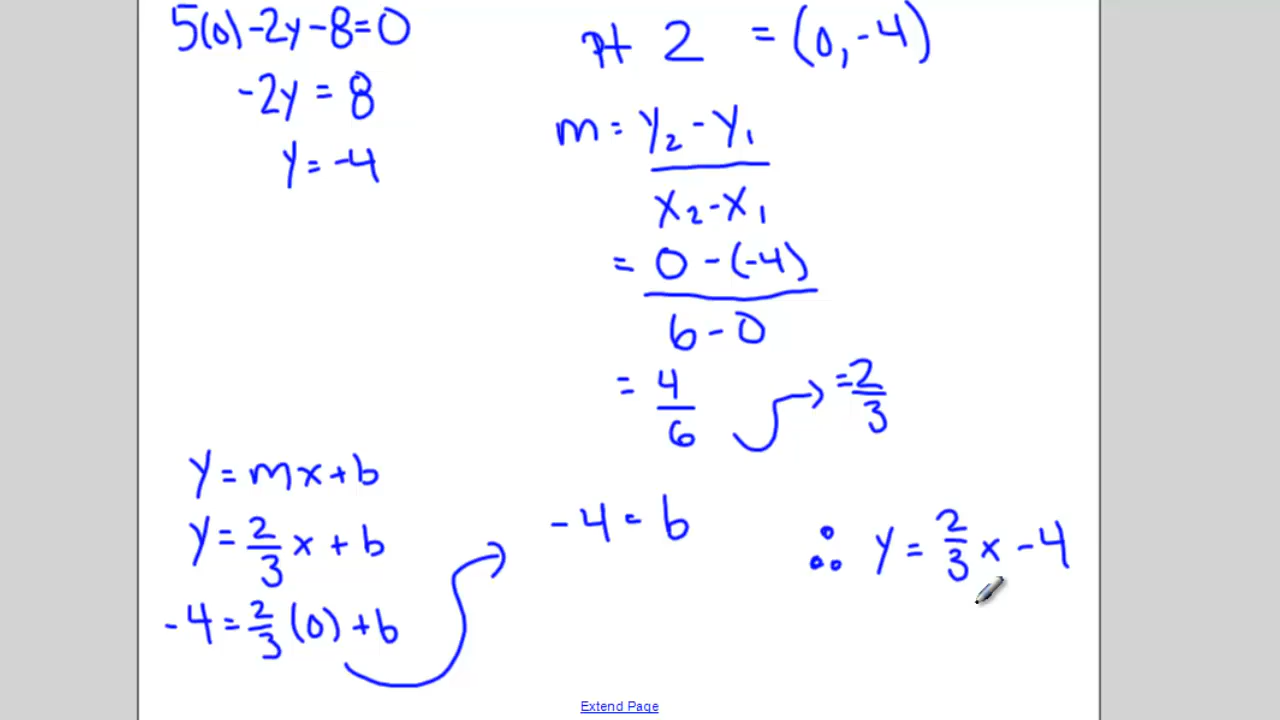 5(0)-2y-8=0
-2y = 8
y = -4
Pt 2 = (0, -4)
m = y₂ - y₁
x₂ - x₁
= 0 - (-4)
6 - 0
= 4/6 = 2/3
y = mx + b
y = 2/3 x + b
-4 = 2/3 (0) + b
-4 = b
∴ y = 2/3 x - 4
Extend Page